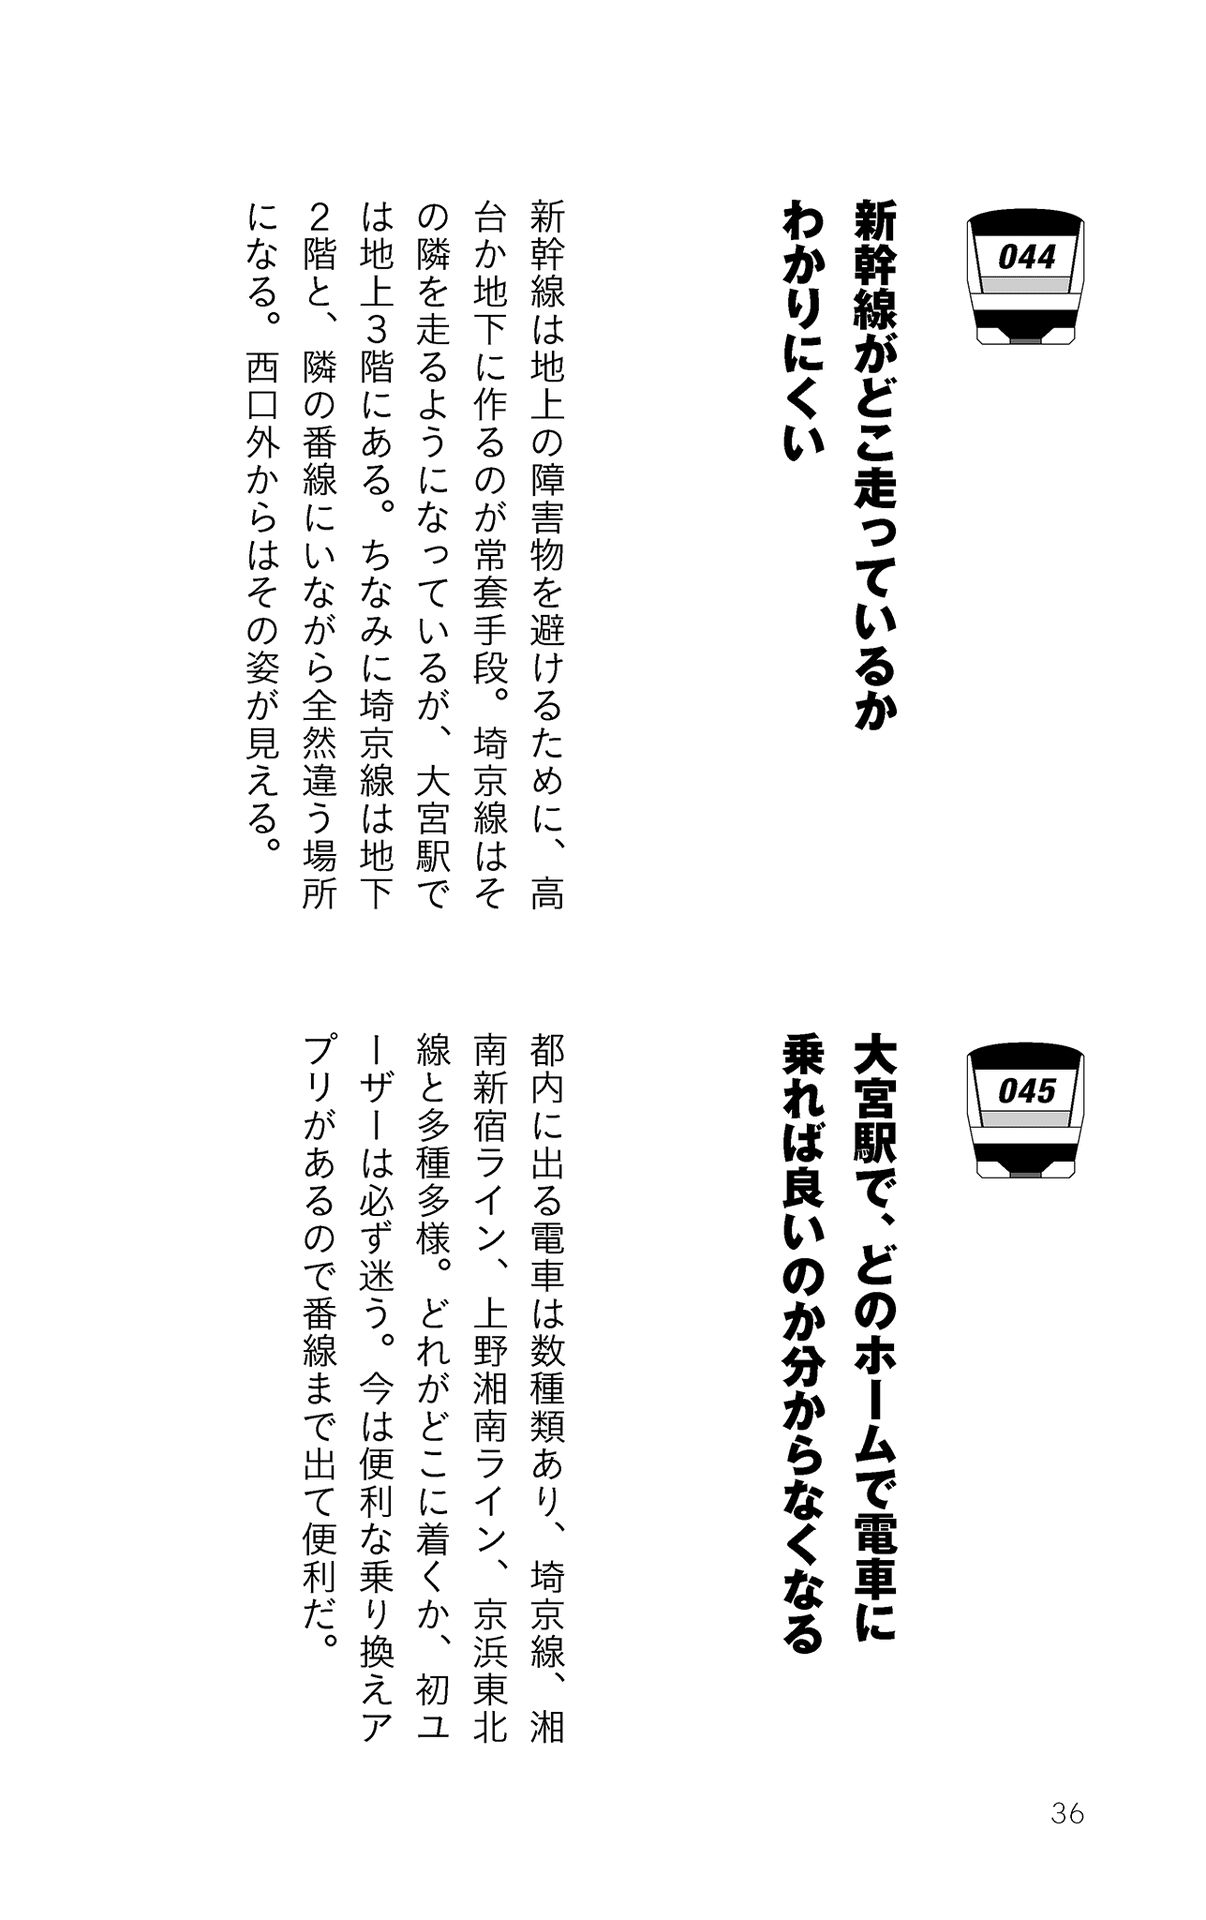 044
新幹線がどこ走っているか
わかりにくい
新幹線は地上の障害物を避けるために、高
台か地下に作るのが常套手段。埼京線はそ
の隣を走るようになっているが、大宮駅で
は地上３階にある。ちなみに埼京線は地下
２階と、隣の番線にいながら全然違う場所
になる。西口外からはその姿が見える。
045
大宮駅で、どのホームで電車に
乗れば良いのか分からなくなる
都内に出る電車は数種類あり、埼京線、湘
南新宿ライン、上野湘南ライン、京浜東北
線と多種多様。どれがどこに着くか、初ユ
ーザーは必ず迷う。今は便利な乗り換えア
プリがあるので番線まで出て便利だ。
36